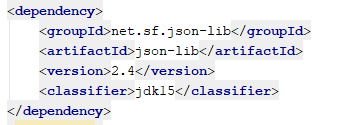 <dependency>
<groupId>net.sf.json-lib</groupId>
<artifactId>json-lib</artifactId>
<version>2.4</version>
<classifier>jdk15</classifier>
</dependency>